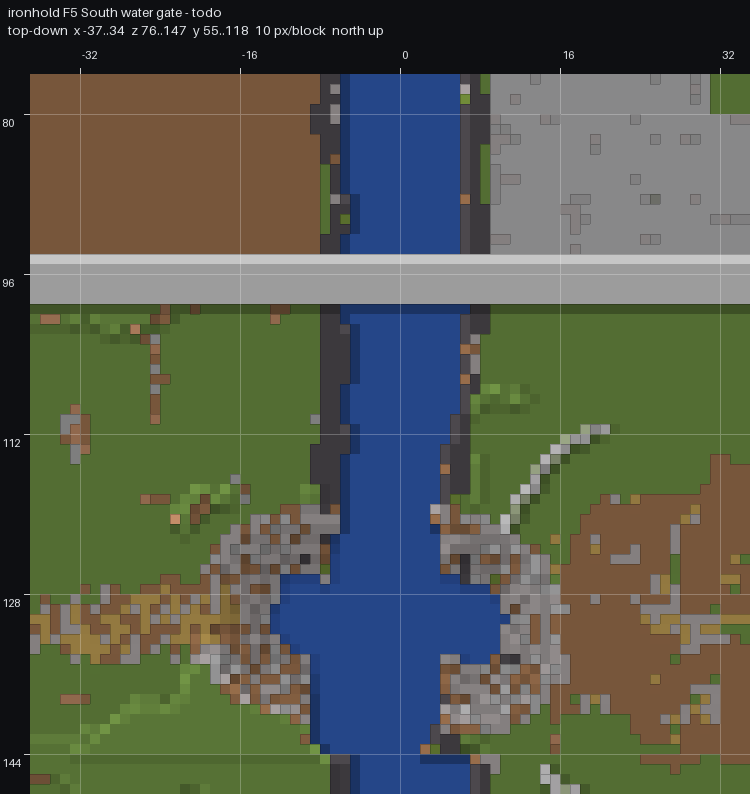 ironhold F5 South water gate - todo
top-down  x -37..34  z 76..147  y 55..118  10 px/block  north up
-32 -16 0 16 32
80
96
112
128
144